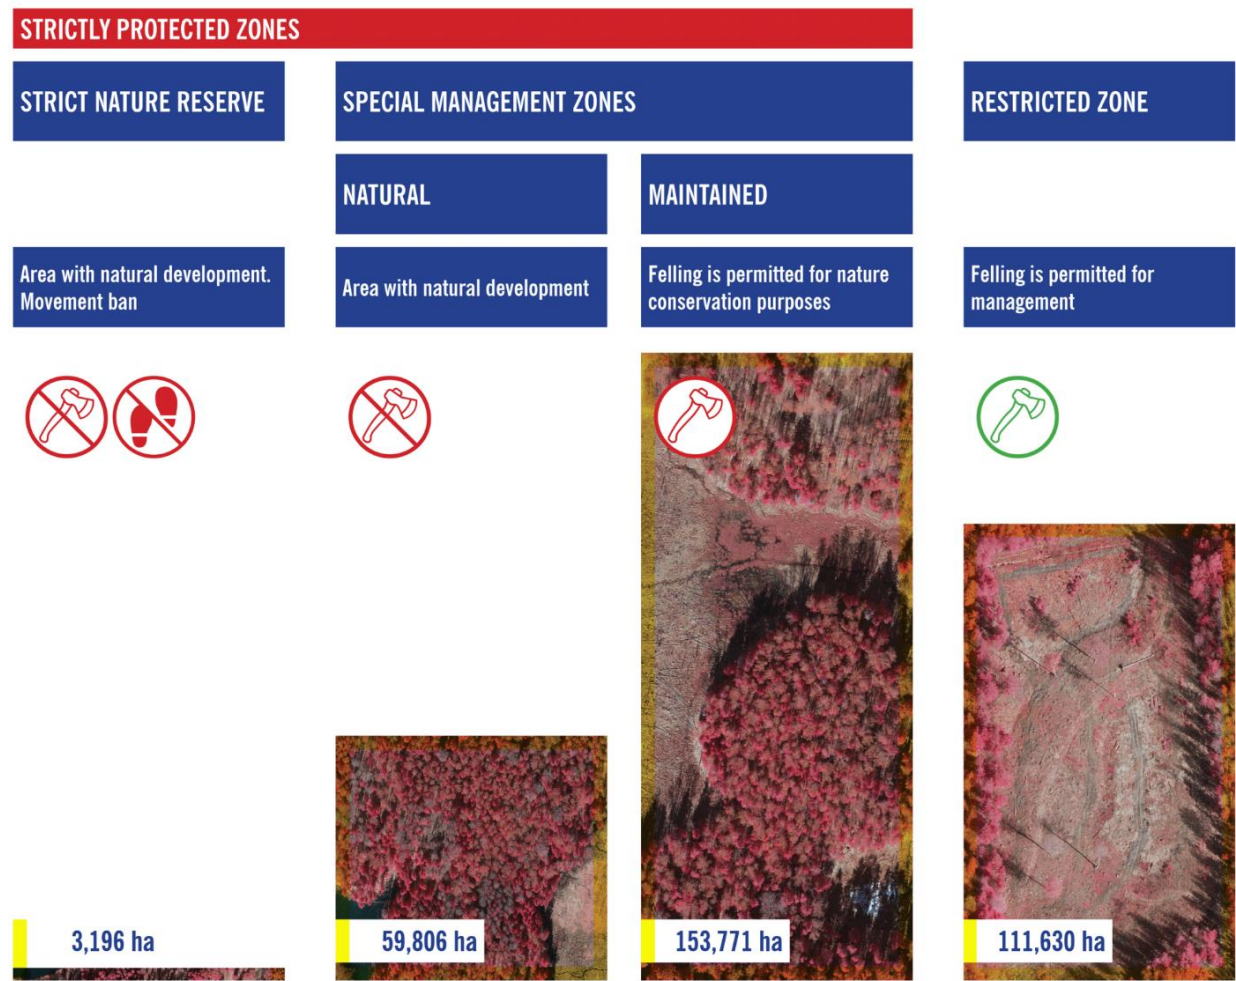 STRICTLY PROTECTED ZONES
STRICT NATURE RESERVE
SPECIAL MANAGEMENT ZONES
RESTRICTED ZONE
NATURAL
MAINTAINED
Area with natural development.
Movement ban
Area with natural development
Felling is permitted for nature
conservation purposes
Felling is permitted for
management
3,196 ha
59,806 ha
153,771 ha
111,630 ha